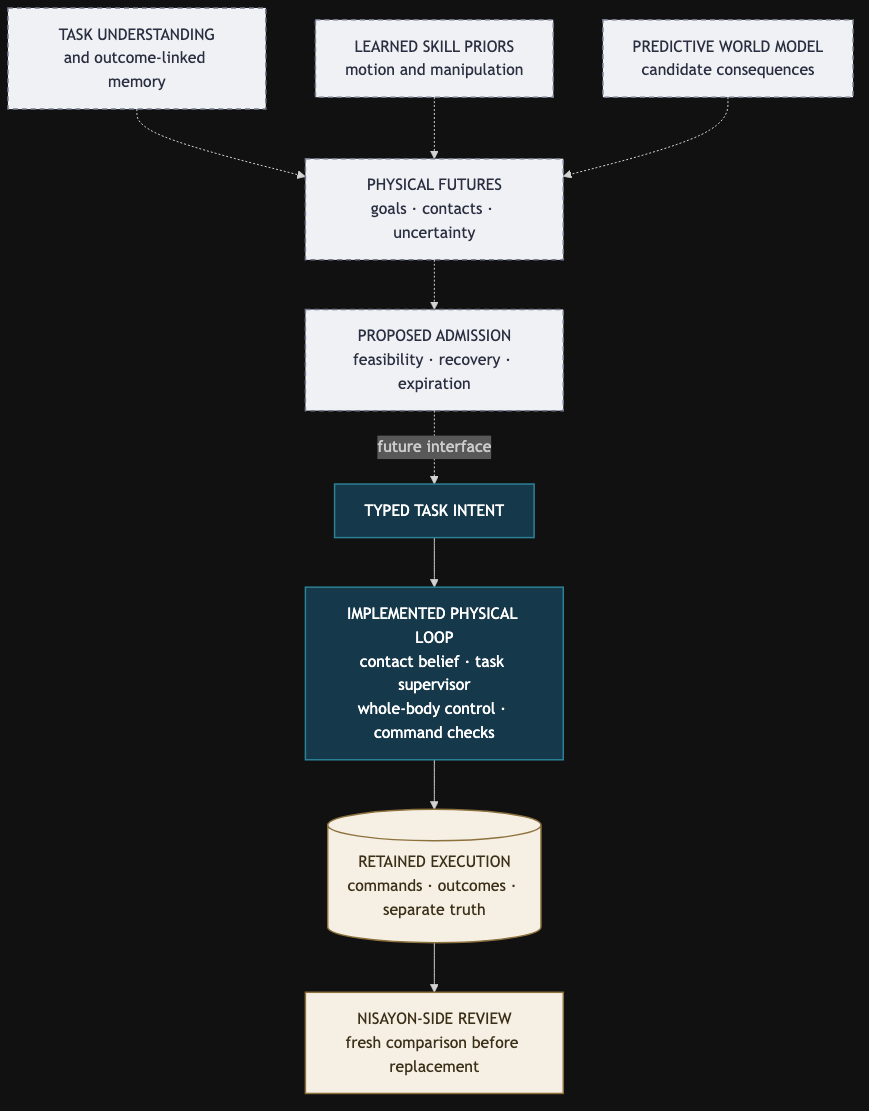 TASK UNDERSTANDING
and outcome-linked
memory
LEARNED SKILL PRIORS
motion and manipulation
PREDICTIVE WORLD MODEL
candidate consequences
PHYSICAL FUTURES
goals · contacts ·
uncertainty
PROPOSED ADMISSION
feasibility · recovery ·
expiration
future interface
TYPED TASK INTENT
IMPLEMENTED PHYSICAL
LOOP
contact belief · task
supervisor
whole-body control ·
command checks
RETAINED EXECUTION
commands · outcomes ·
separate truth
NISAYON-SIDE REVIEW
fresh comparison before
replacement